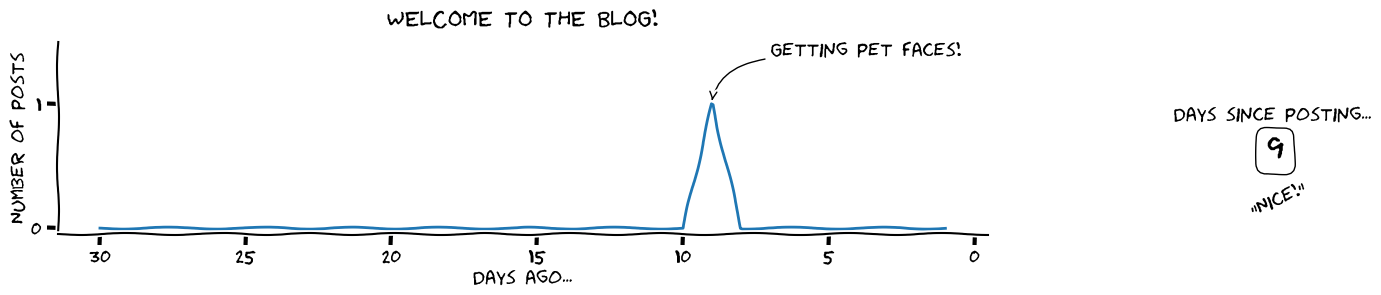 WELCOME TO THE BLOG!
GETTING PET FACES!
NUMBER OF POSTS
1
0
30 25 20 15 10 5 0
DAYS AGO...
DAYS SINCE POSTING...
9
"NICE!"